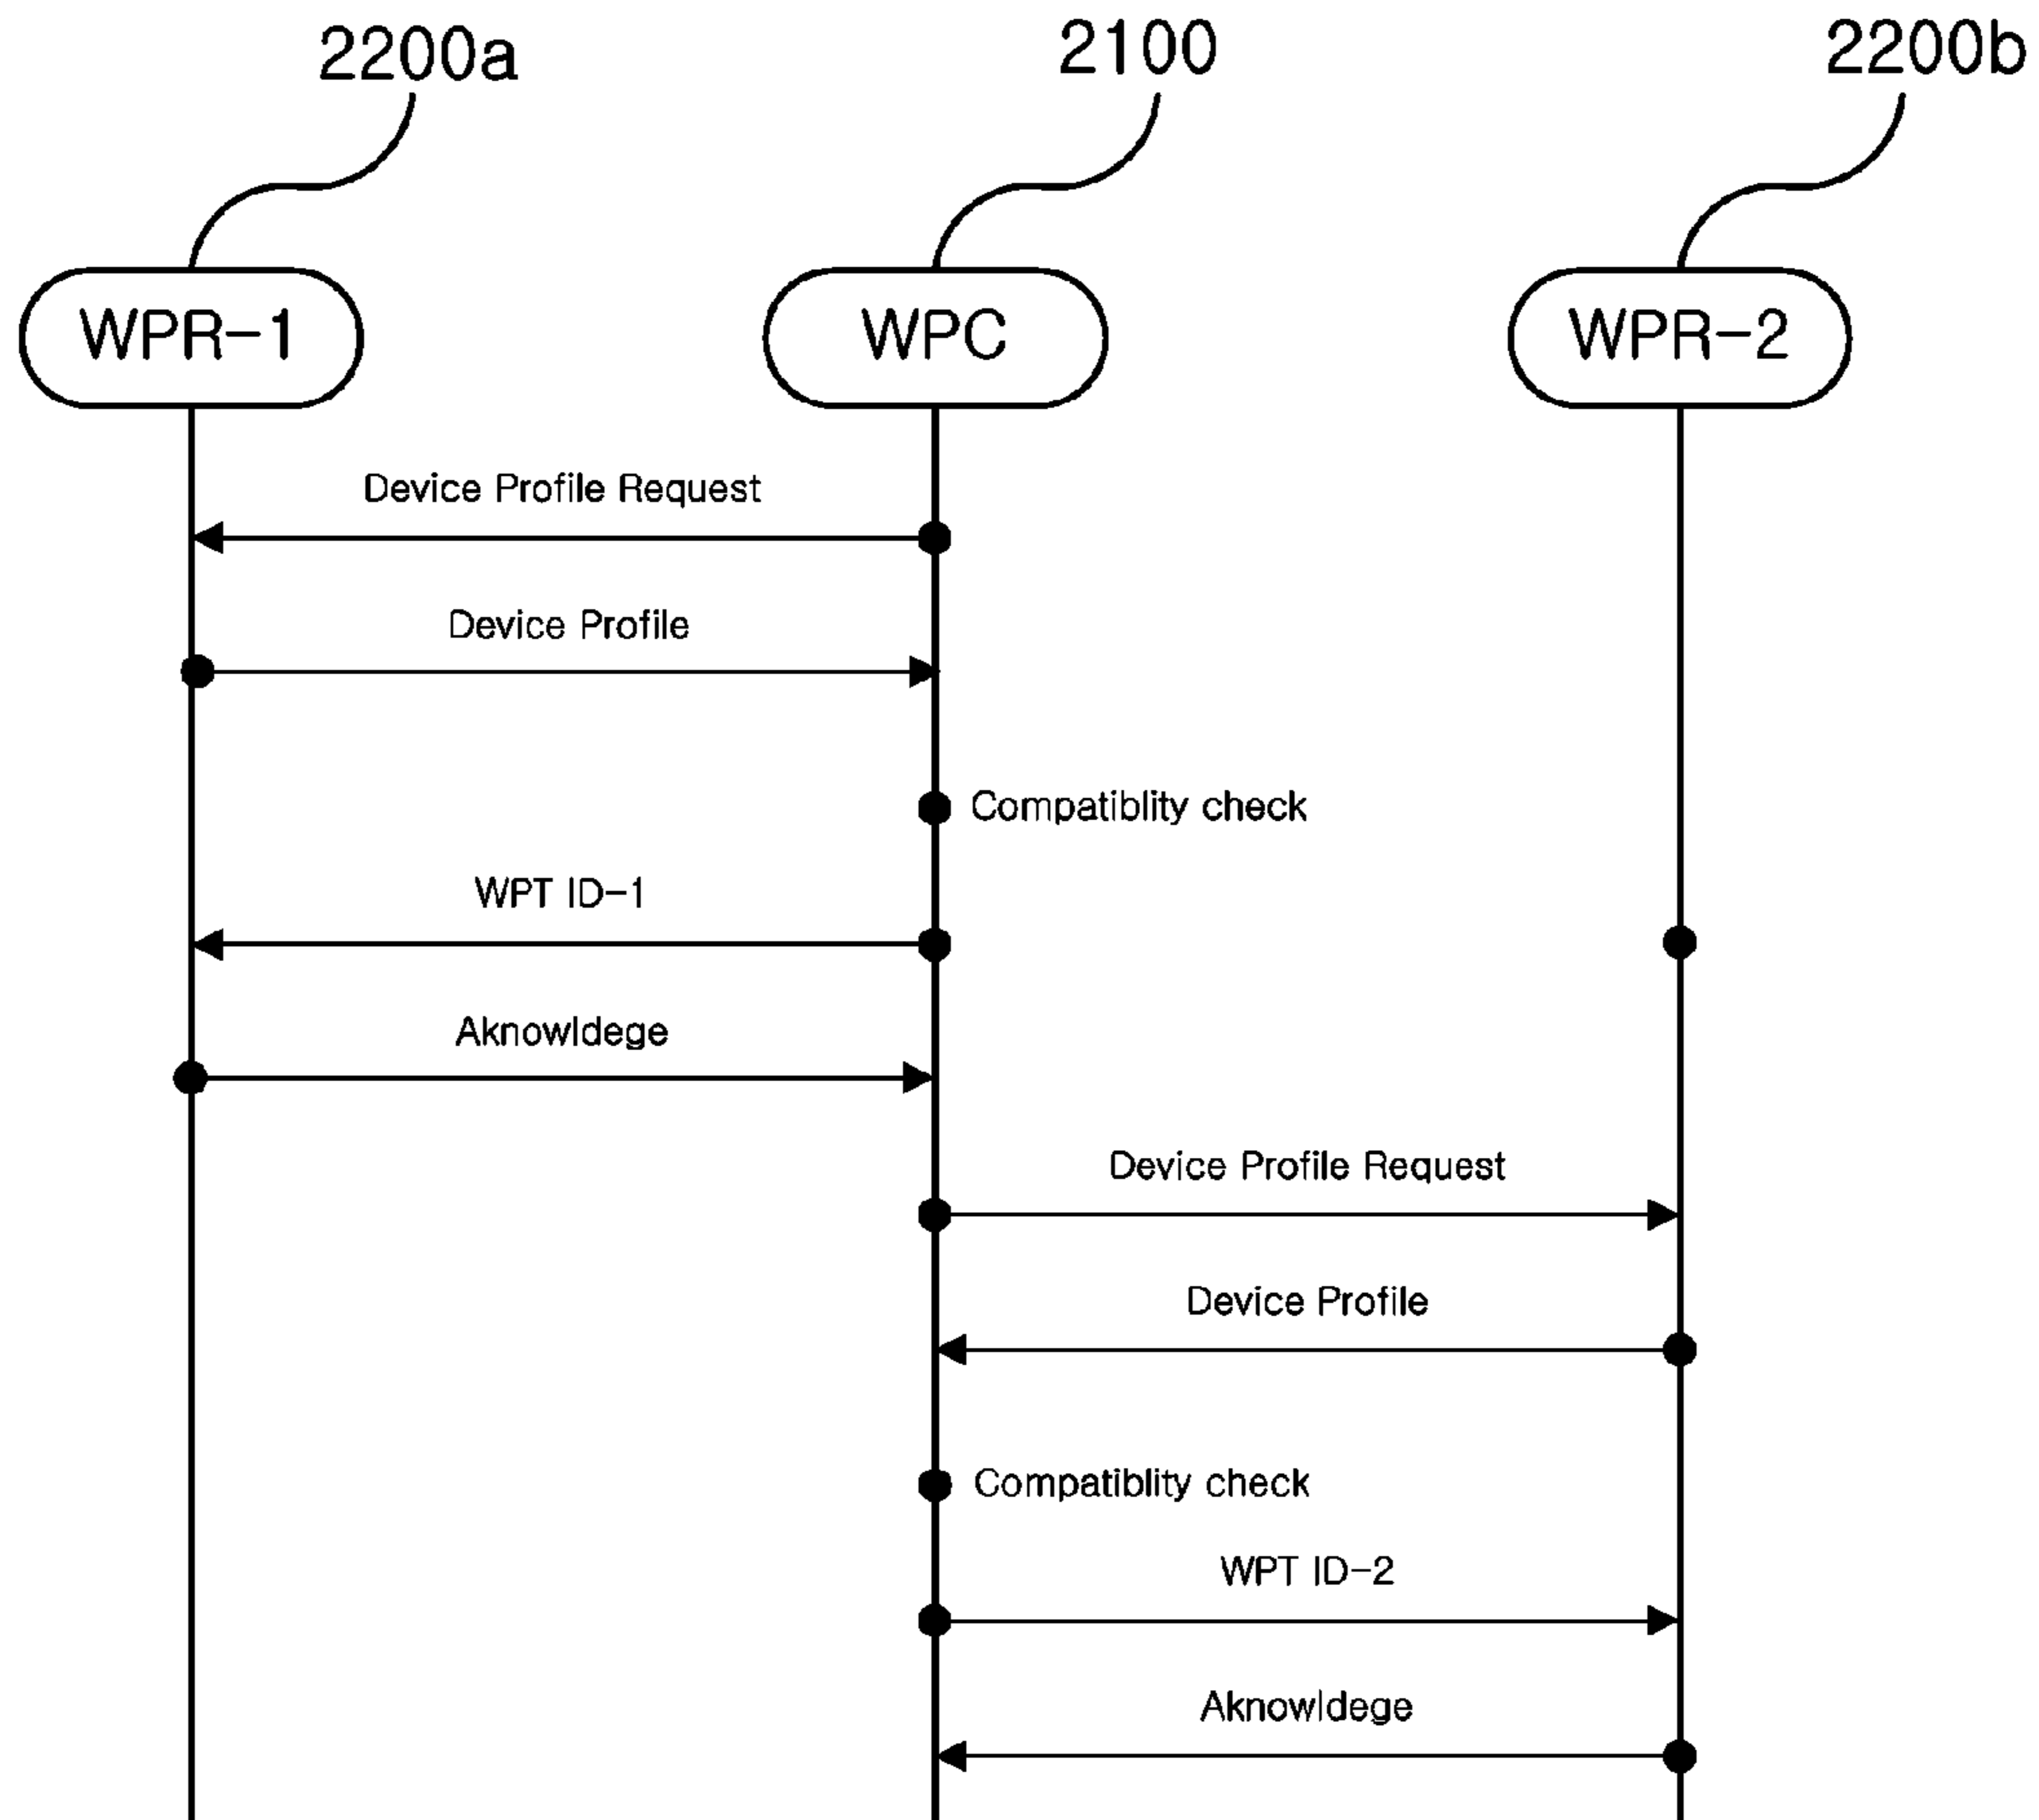 2200a
2100
2200b
WPR-1
WPC
WPR-2
Device Profile Request
Device Profile
Compatiblity check
WPT ID-1
Aknowldege
Device Profile Request
Device Profile
Compatiblity check
WPT ID-2
Aknowldege